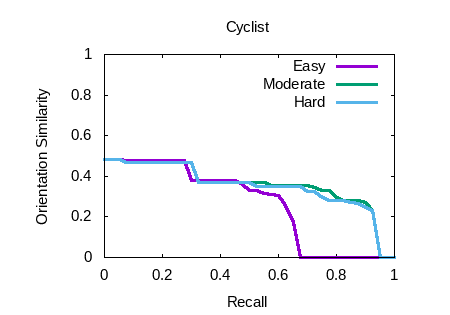 Cyclist
1
0.8
0.6
0.4
0.2
0
Orientation Similarity
Easy
Moderate
Hard
0 0.2 0.4 0.6 0.8 1
Recall